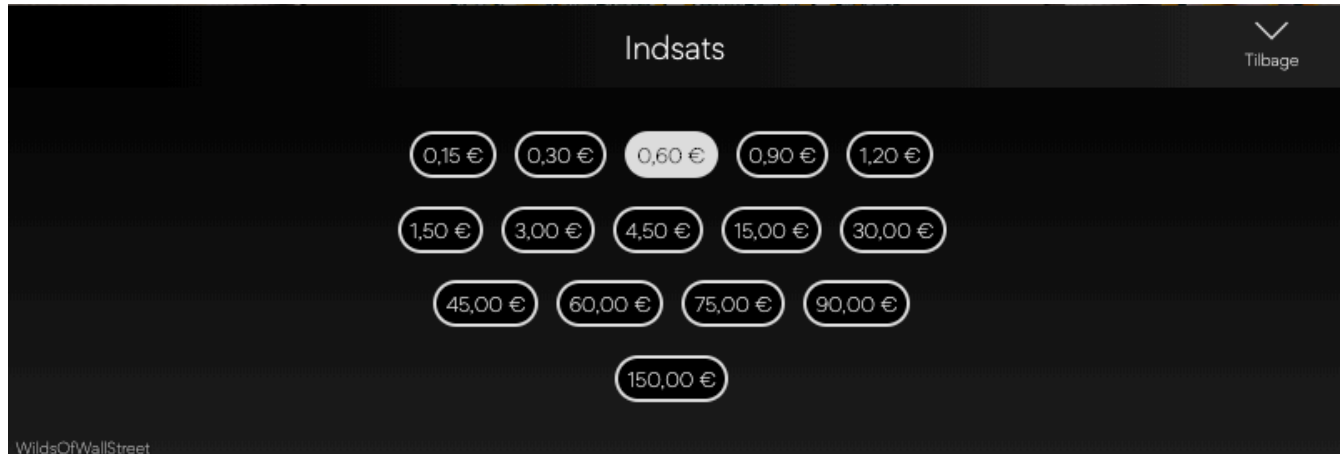 Indsats
Tilbage
0,15 € 0,30 € 0,60 € 0,90 € 1,20 €
1,50 € 3,00 € 4,50 € 15,00 € 30,00 €
45,00 € 60,00 € 75,00 € 90,00 €
150,00 €
WildsOfWallStreet